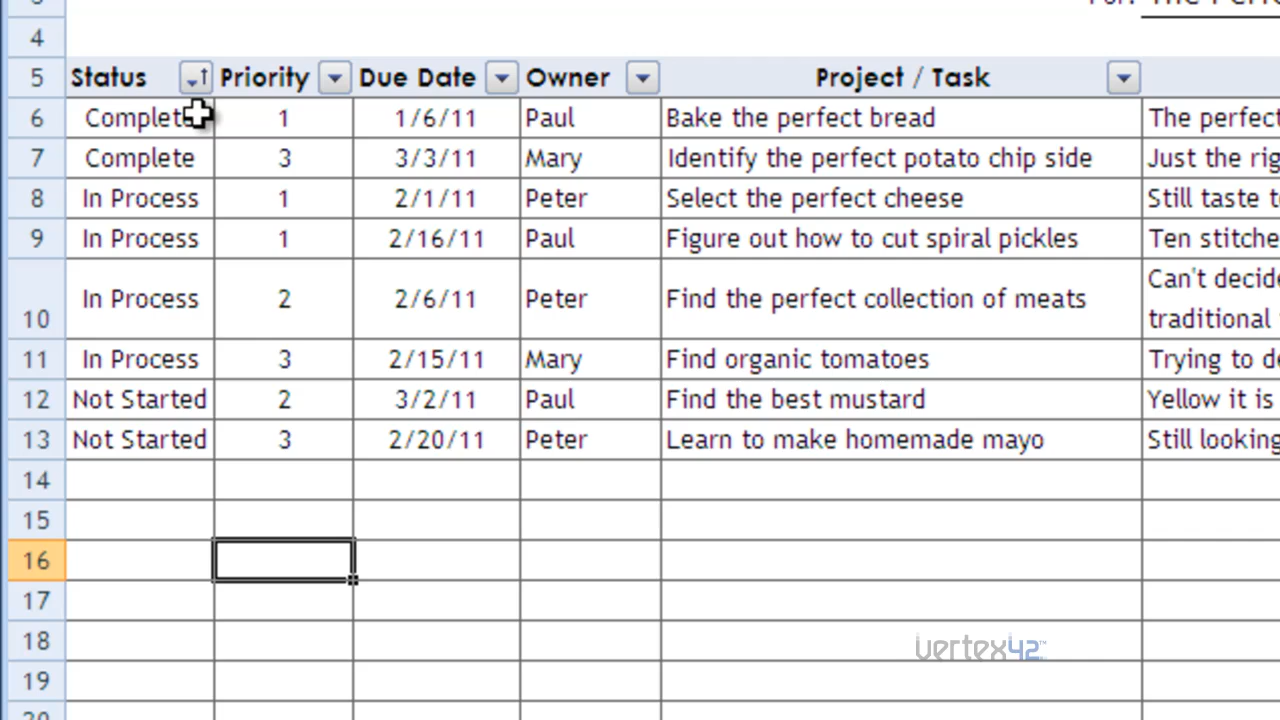 4
5 Status Priority Due Date Owner Project / Task
6 Complete 1 1/6/11 Paul Bake the perfect bread The perfect
7 Complete 3 3/3/11 Mary Identify the perfect potato chip side Just the rig
8 In Process 1 2/1/11 Peter Select the perfect cheese Still taste t
9 In Process 1 2/16/11 Paul Figure out how to cut spiral pickles Ten stitche
10 In Process 2 2/6/11 Peter Find the perfect collection of meats Can't decide
traditional
11 In Process 3 2/15/11 Mary Find organic tomatoes Trying to de
12 Not Started 2 3/2/11 Paul Find the best mustard Yellow it is
13 Not Started 3 2/20/11 Peter Learn to make homemade mayo Still looking
14
15
16
17
18
vertex42™
19